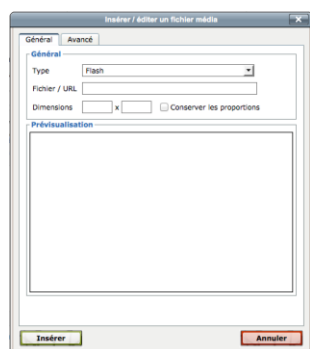 Insérer / éditer un fichier média
Général Avancé
Général
Type Flash
Fichier / URL
Dimensions x Conserver les proportions
Prévisualisation
Insérer Annuler